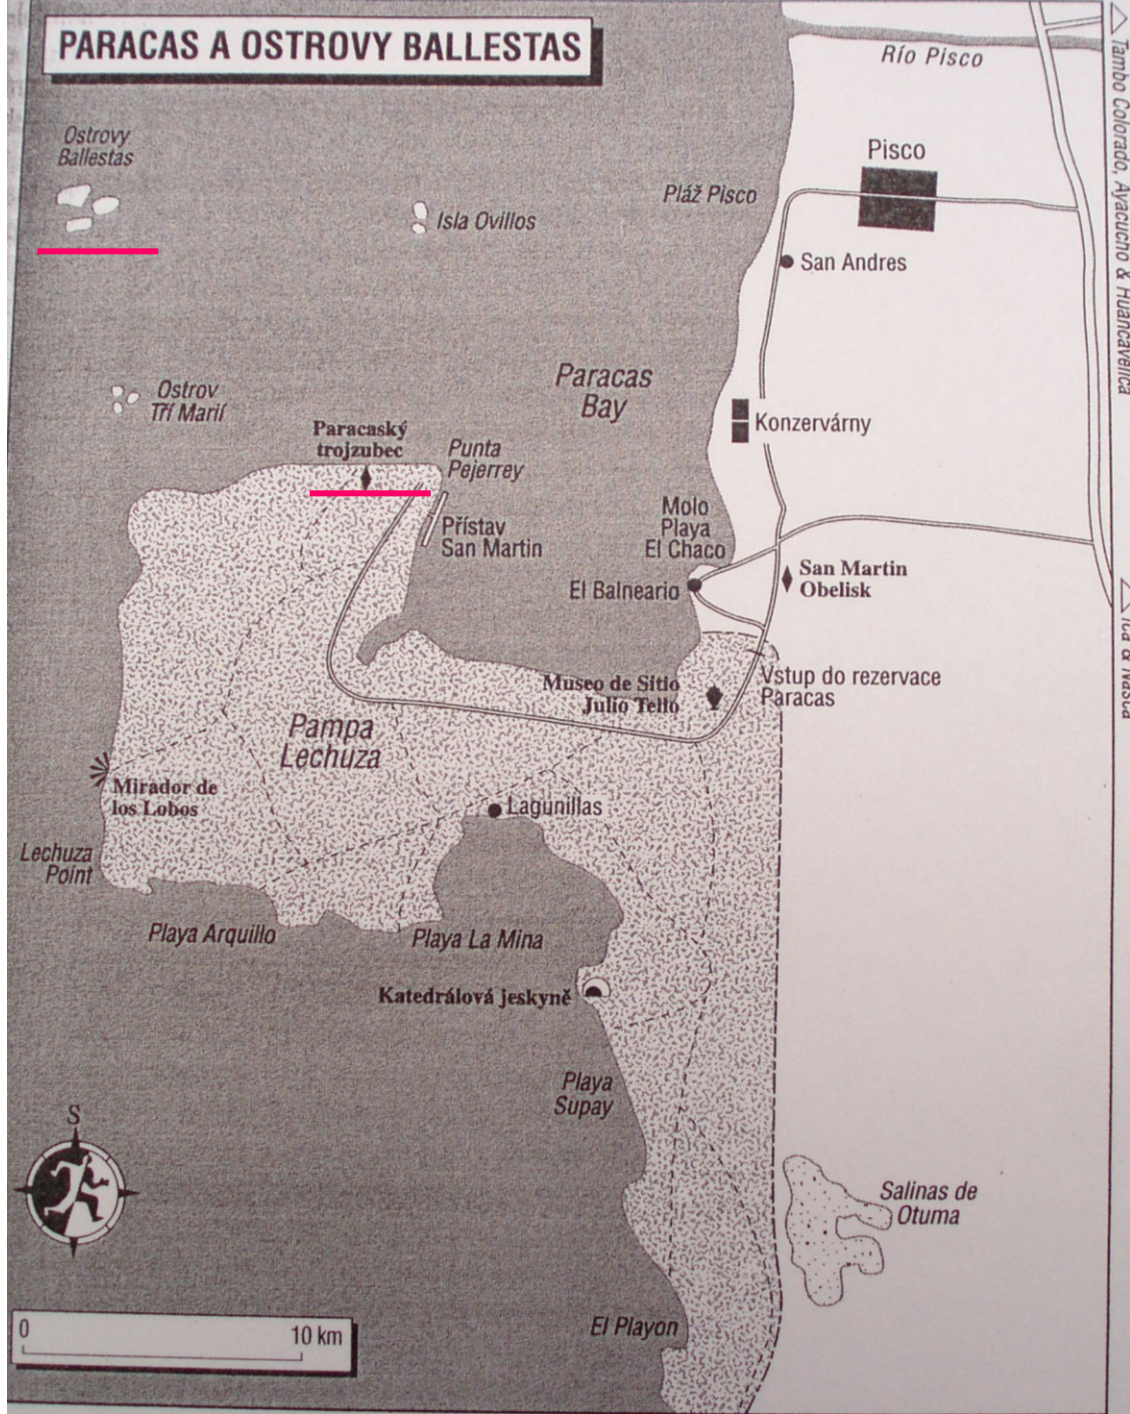 PARACAS A OSTROVY BALLESTAS
Río Pisco
Tambo Colorado, Ayacucho & Huancavelica
Ostrovy
Ballestas
Pisco
Pláž Pisco
Isla Ovillos
San Andres
Paracas
Bay
Ostrov
Tří Marií
Konzervárny
Paracaský
trojzubec
Punta
Pejerrey
Molo
Playa
El Chaco
Přístav
San Martin
El Balneario
San Martin
Obelisk
Ica & Nasca
Vstup do rezervace
Paracas
Museo de Sitio
Julio Tello
Pampa
Lechuza
Mirador de
los Lobos
Lagunillas
Lechuza
Point
Playa Arquillo
Playa La Mina
Katedrálová jeskyně
Playa
Supay
S
Salinas de
Otuma
El Playon
0
10 km